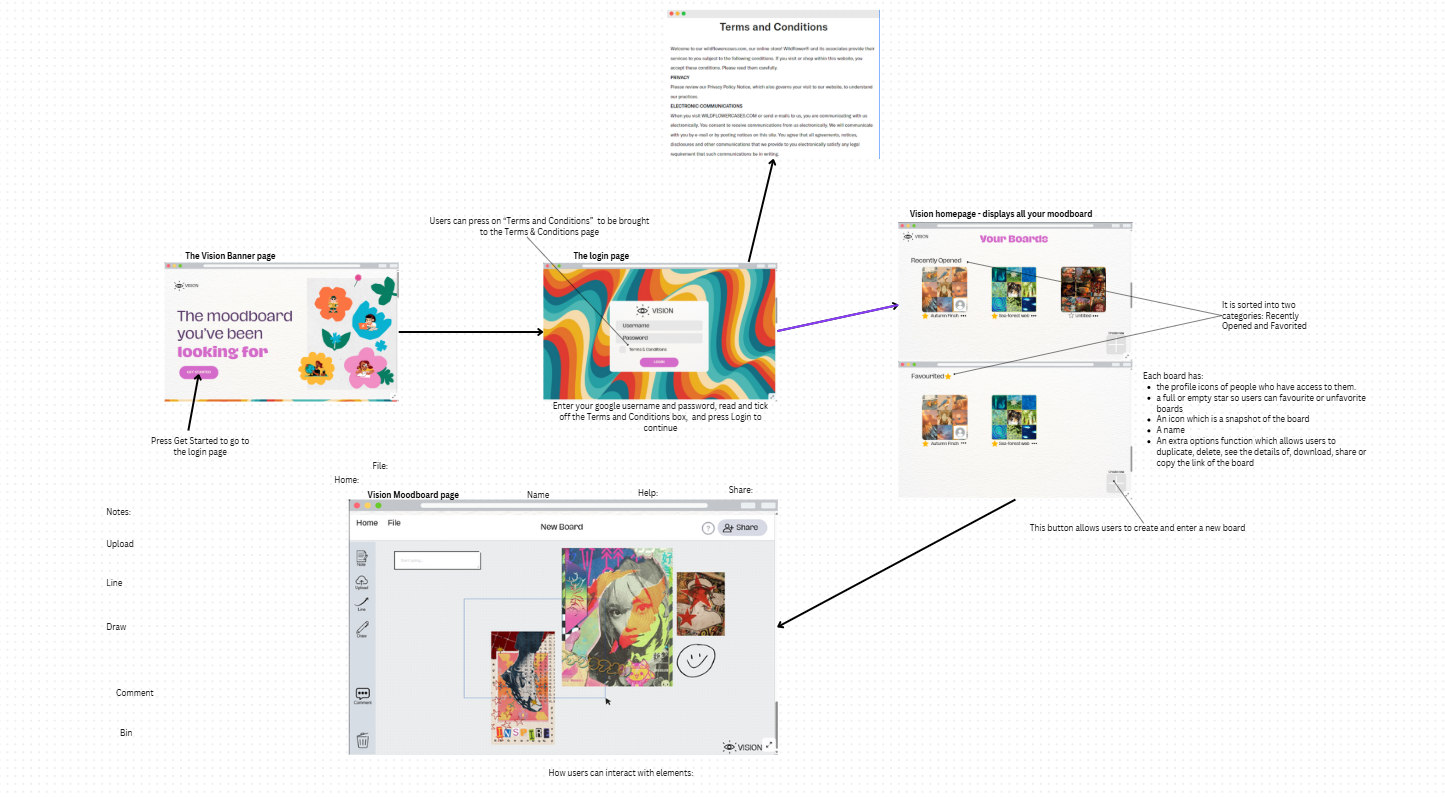 Terms and Conditions
Welcome to our wildflowercases.com, our online store! Wildflower® and its associates provide their
services to you subject to the following conditions. If you visit or shop within this website, you
accept these conditions. Please read them carefully.
PRIVACY
Please review our Privacy Policy Notice, which also governs your visit to our website, to understand
our practices.
ELECTRONIC COMMUNICATIONS
When you visit WILDFLOWERCASES.COM or send e-mails to us, you are communicating with us
electronically. You consent to receive communications from us electronically. We will communicate
with you by e-mail or by posting notices on this site. You agree that all agreements, notices,
disclosures and other communications that we provide to you electronically satisfy any legal
requirement that such communications be in writing.
Users can press on “Terms and Conditions” to be brought
to the Terms & Conditions page
The Vision Banner page
VISION
The moodboard
you've been
looking for
GET STARTED
Press Get Started to go to
the login page
The login page
VISION
Username
Password
Terms & Conditions
LOGIN
Enter your google username and password, read and tick
off the Terms and Conditions box, and press Login to
continue
Vision homepage - displays all your moodboard
VISION
Your Boards
Recently Opened
Autumn Finch
Sea-forest web
Untitled
Favourited
Autumn Finch
Sea-forest web
It is sorted into two
categories: Recently
Opened and Favorited
Each board has:
the profile icons of people who have access to them.
a full or empty star so users can favourite or unfavorite
boards
An icon which is a snapshot of the board
A name
An extra options function which allows users to
duplicate, delete, see the details of, download, share or
copy the link of the board
This button allows users to create and enter a new board
File:
Home:
Vision Moodboard page
Name
Help:
Share:
Notes:
Upload
Line
Draw
Comment
Bin
Home
File
New Board
?
Share
Note
Upload
Line
Draw
Comment
INSPIRE
VISION
How users can interact with elements: